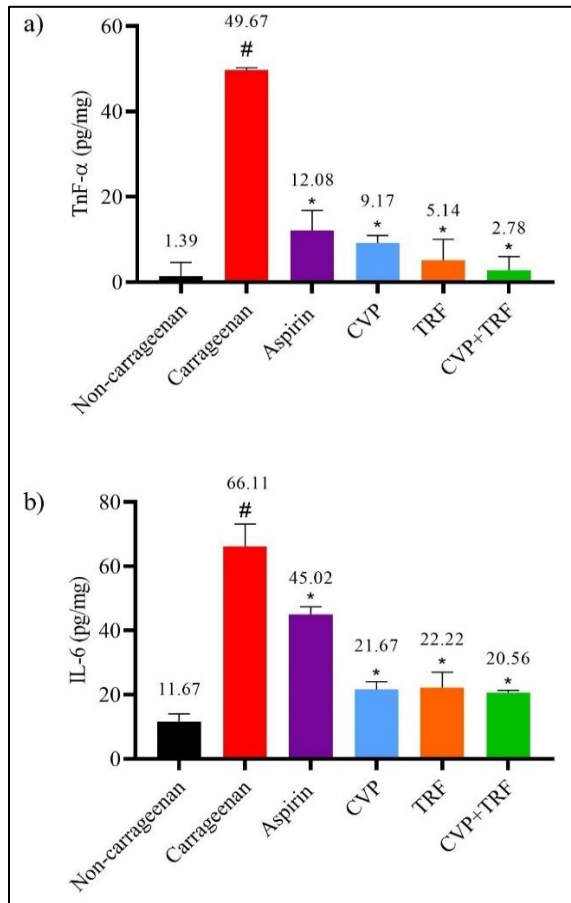 a)
49.67
#
60
40
20
0
TnF-α (pg/mg)
1.39
12.08
*
9.17
*
5.14
*
2.78
*
Non-carrageenan
Carrageenan
Aspirin
CVP
TRF
CVP+TRF
b)
66.11
#
80
60
40
20
0
IL-6 (pg/mg)
11.67
45.02
*
21.67
*
22.22
*
20.56
*
Non-carrageenan
Carrageenan
Aspirin
CVP
TRF
CVP+TRF